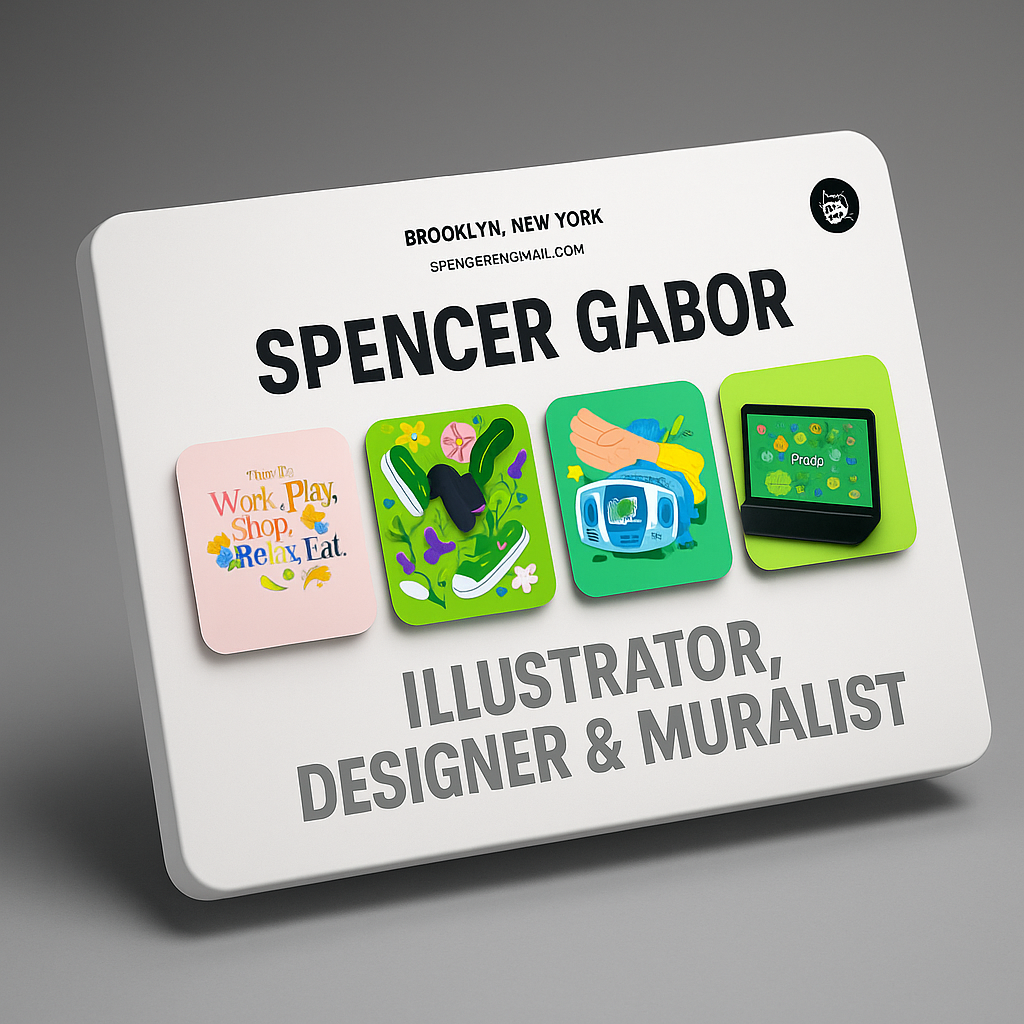 BROOKLYN, NEW YORK
SPENGERENGMAIL.COM
SPENCER GABOR
Work & Play,
Shop,
Relax, Eat.
Pradp
ILLUSTRATOR,
DESIGNER & MURALIST